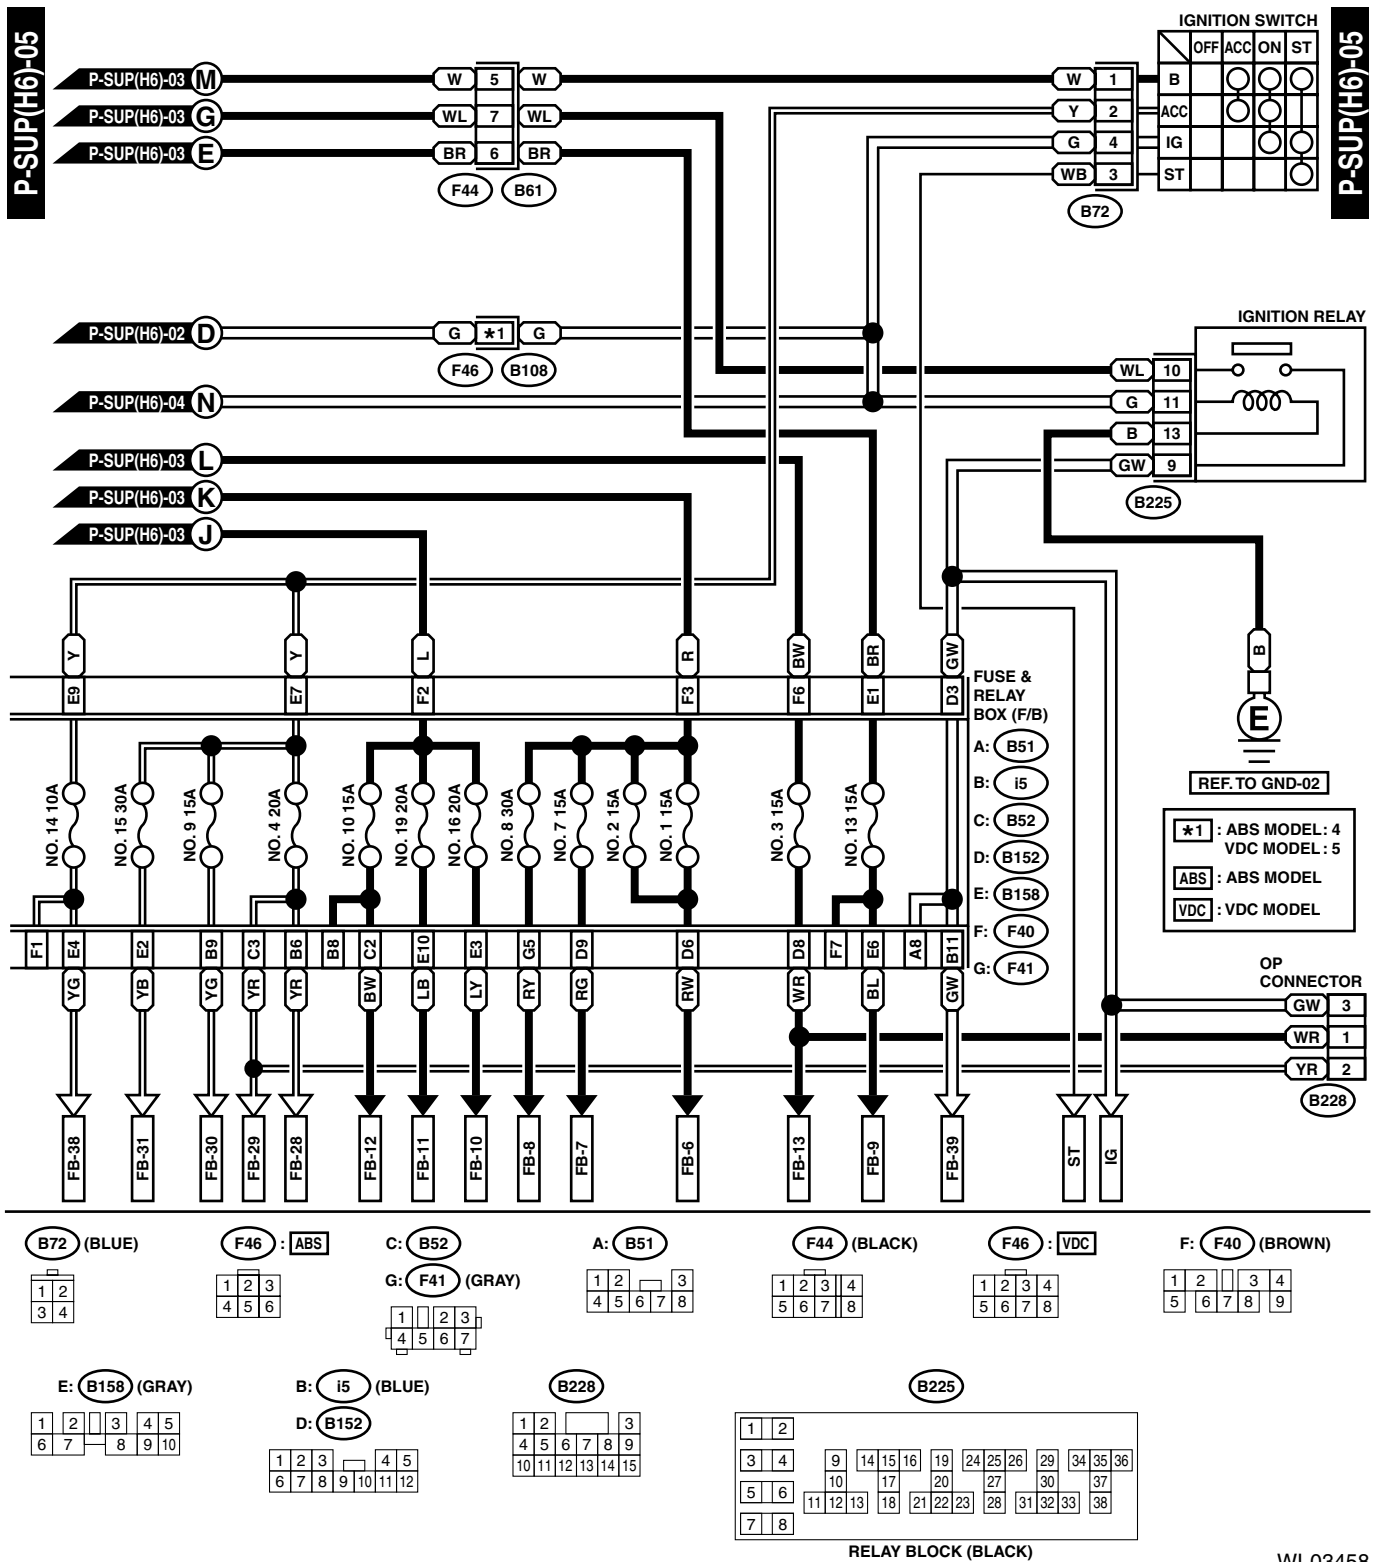 P-SUP(H6)-05
P-SUP(H6)-05
IGNITION SWITCH
OFF ACC ON ST
P-SUP(H6)-03 M W 5 W W 1 B
P-SUP(H6)-03 G WL 7 WL Y 2 ACC
P-SUP(H6)-03 E BR 6 BR G 4 IG
WB 3 ST
F44 B61 B72
IGNITION RELAY
P-SUP(H6)-02 D G *1 G
F46 B108
WL 10
P-SUP(H6)-04 N G 11
B 13
P-SUP(H6)-03 L GW 9
P-SUP(H6)-03 K B225
P-SUP(H6)-03 J
Y Y L R BW BR GW B
E9 E7 F2 F3 F6 E1 D3
FUSE &
RELAY
BOX (F/B)
E
REF. TO GND-02
A: B51
B: i5
C: B52
D: B152
E: B158
F: F40
G: F41
NO. 14 10A
NO. 15 30A
NO. 9 15A
NO. 4 20A
NO. 10 15A
NO. 19 20A
NO. 16 20A
NO. 8 30A
NO. 7 15A
NO. 2 15A
NO. 1 15A
NO. 3 15A
NO. 13 15A
*1 : ABS MODEL: 4
VDC MODEL: 5
ABS : ABS MODEL
VDC : VDC MODEL
F1 E4 E2 B9 C3 B6 B8 C2 E10 E3 G5 D9 D6 D8 F7 E6 A8 B11
YG YB YG YR YR BW LB LY RY RG RW WR BL GW
OP
CONNECTOR
GW 3
WR 1
YR 2
B228
FB-38 FB-31 FB-30 FB-29 FB-28 FB-12 FB-11 FB-10 FB-8 FB-7 FB-6 FB-13 FB-9 FB-39 ST IG
B72 (BLUE)
1 2
3 4
F46 : ABS
1 2 3
4 5 6
C: B52
G: F41 (GRAY)
1 2 3
4 5 6 7
A: B51
1 2 3
4 5 6 7 8
F44 (BLACK)
1 2 3 4
5 6 7 8
F46 : VDC
1 2 3 4
5 6 7 8
F: F40 (BROWN)
1 2 3 4
5 6 7 8 9
E: B158 (GRAY)
1 2 3 4 5
6 7 8 9 10
B: i5 (BLUE)
D: B152
1 2 3 4 5
6 7 8 9 10 11 12
B228
1 2 3
4 5 6 7 8 9
10 11 12 13 14 15
B225
1 2
3 4 9 14 15 16 19 24 25 26 29 34 35 36
10 17 20 27 30 37
5 6 11 12 13 18 21 22 23 28 31 32 33 38
7 8
RELAY BLOCK (BLACK)
WI-03458